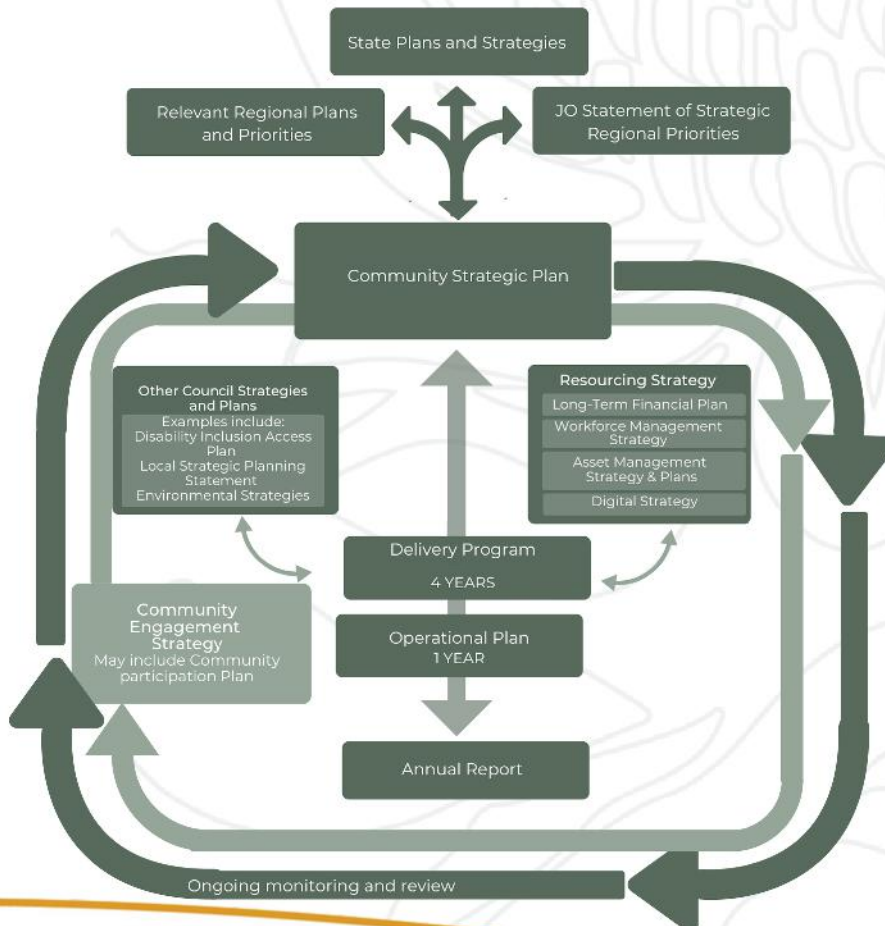 State Plans and Strategies
Relevant Regional Plans
and Priorities
JO Statement of Strategic
Regional Priorities
Community Strategic Plan
Other Council Strategies
and Plans
Examples include:
Disability Inclusion Access
Plan
Local Strategic Planning
Statement
Environmental Strategies
Resourcing Strategy
Long-Term Financial Plan
Workforce Management
Strategy
Asset Management
Strategy & Plans
Digital Strategy
Delivery Program
4 YEARS
Community
Engagement
Strategy
May include Community
participation Plan
Operational Plan
1 YEAR
Annual Report
Ongoing monitoring and review